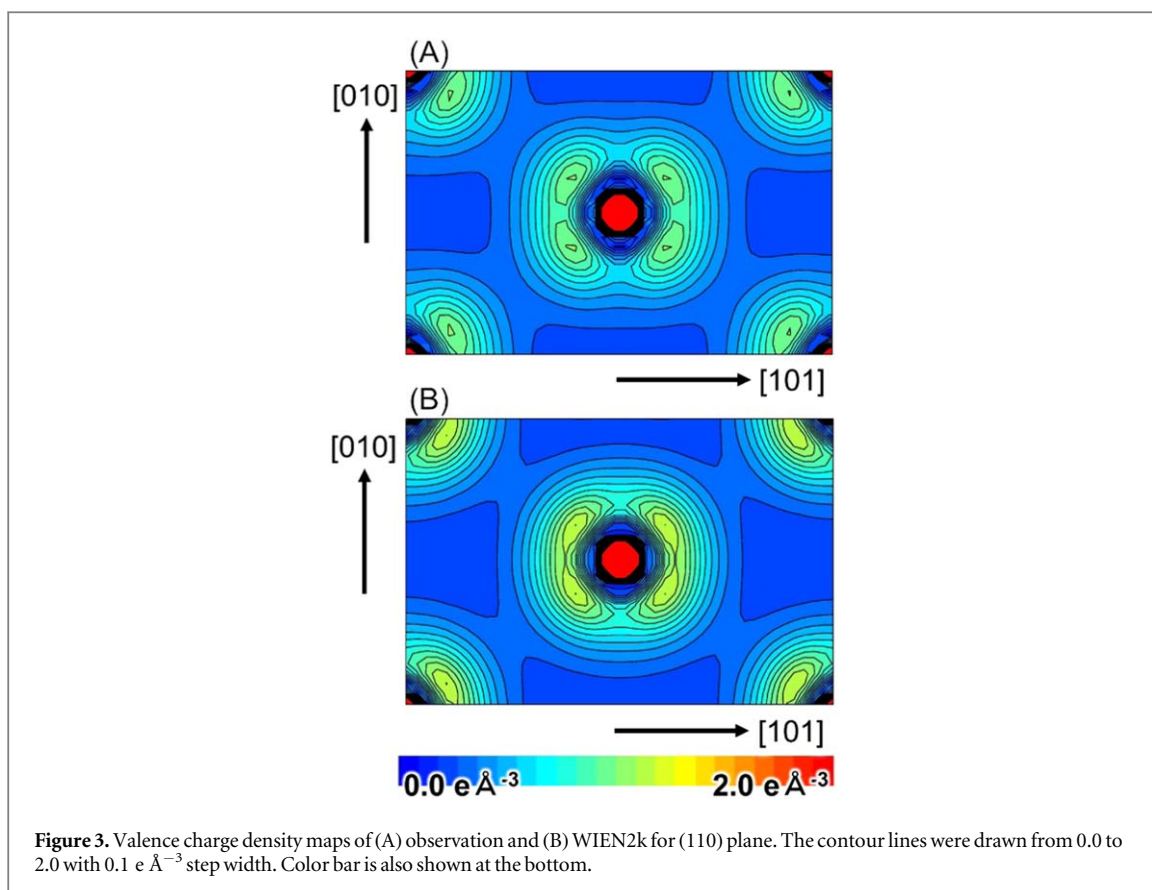 (A)
[010]
[101]
(B)
[010]
[101]
0.0 e Å⁻³ 2.0 e Å⁻³
Figure 3. Valence charge density maps of (A) observation and (B) WIEN2k for (110) plane. The contour lines were drawn from 0.0 to
2.0 with 0.1 e Å⁻³ step width. Color bar is also shown at the bottom.